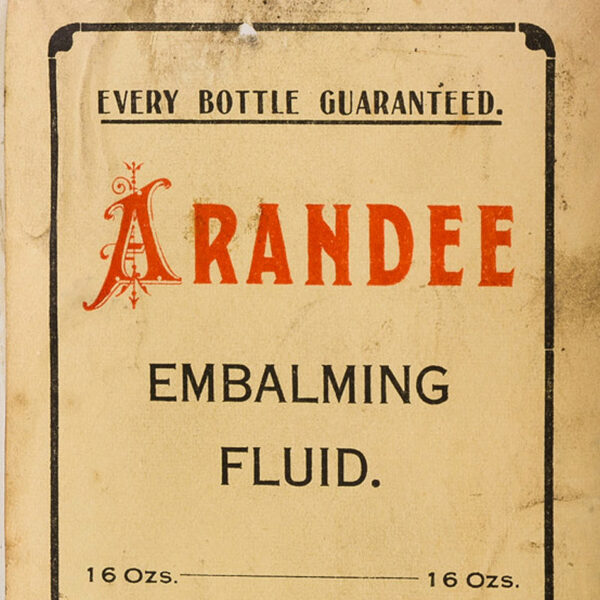 EVERY BOTTLE GUARANTEED.
ARANDEE
EMBALMING
FLUID.
16 Ozs. 16 Ozs.